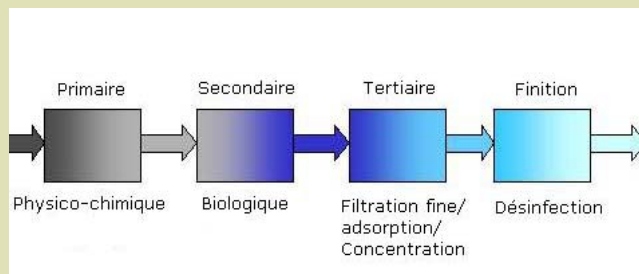 Primaire
Secondaire
Tertiaire
Finition
Physico-chimique
Biologique
Filtration fine/
adsorption/
Concentration
Désinfection